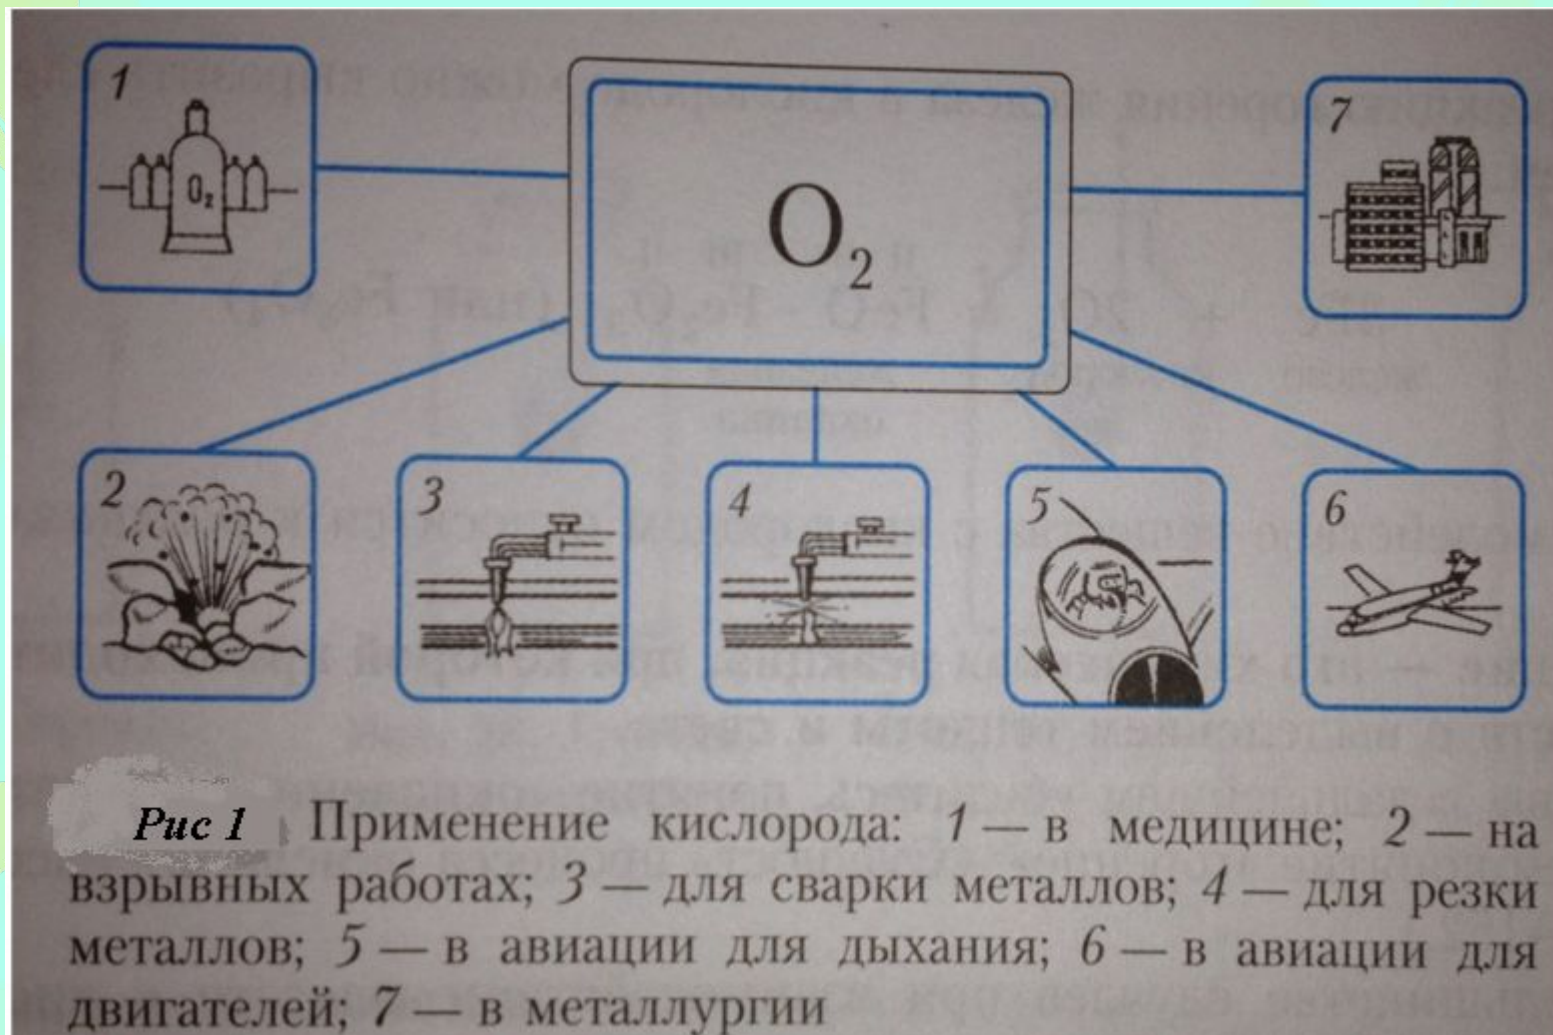 1
O₂
O₂
7
2
3
4
5
6
Рис 1 Применение кислорода: 1 — в медицине; 2 — на
взрывных работах; 3 — для сварки металлов; 4 — для резки
металлов; 5 — в авиации для дыхания; 6 — в авиации для
двигателей; 7 — в металлургии